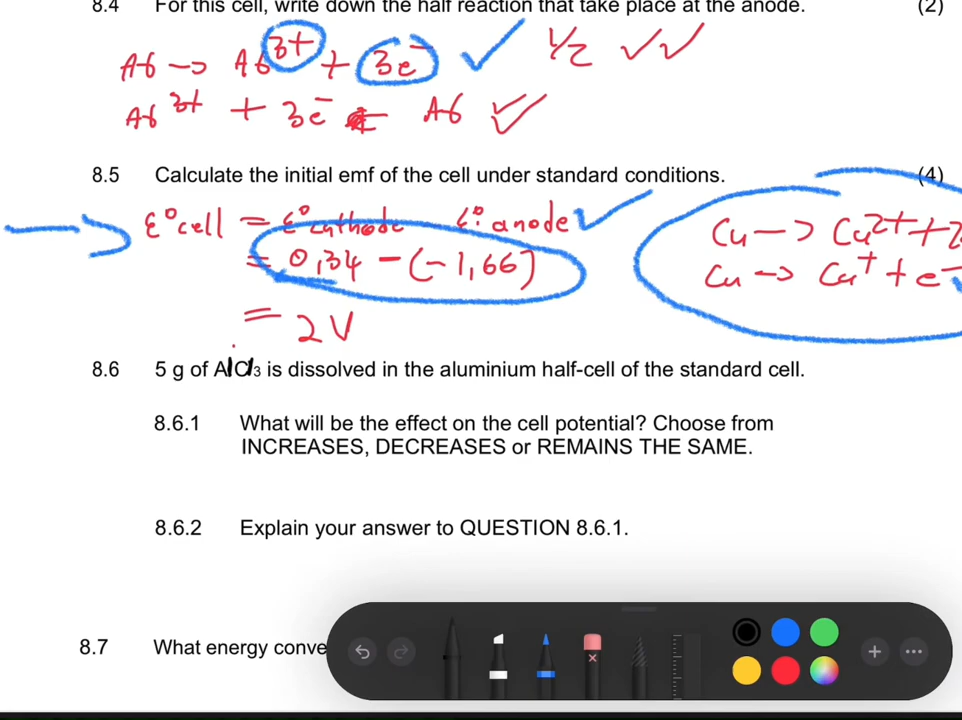 8.4 For this cell, write down the half reaction that take place at the anode. (2)
Al → Al³⁺ + 3e⁻ ½
Al³⁺ + 3e⁻ ← Al
8.5 Calculate the initial emf of the cell under standard conditions. (4)
E°cell = E°cathode - E°anode
= 0,34 - (-1,66)
= 2V
Cu → Cu²⁺ + 2
Cu → Cu⁺ + e⁻
8.6 5 g of AlCl₃ is dissolved in the aluminium half-cell of the standard cell.
8.6.1 What will be the effect on the cell potential? Choose from
INCREASES, DECREASES or REMAINS THE SAME.
8.6.2 Explain your answer to QUESTION 8.6.1.
8.7 What energy conve